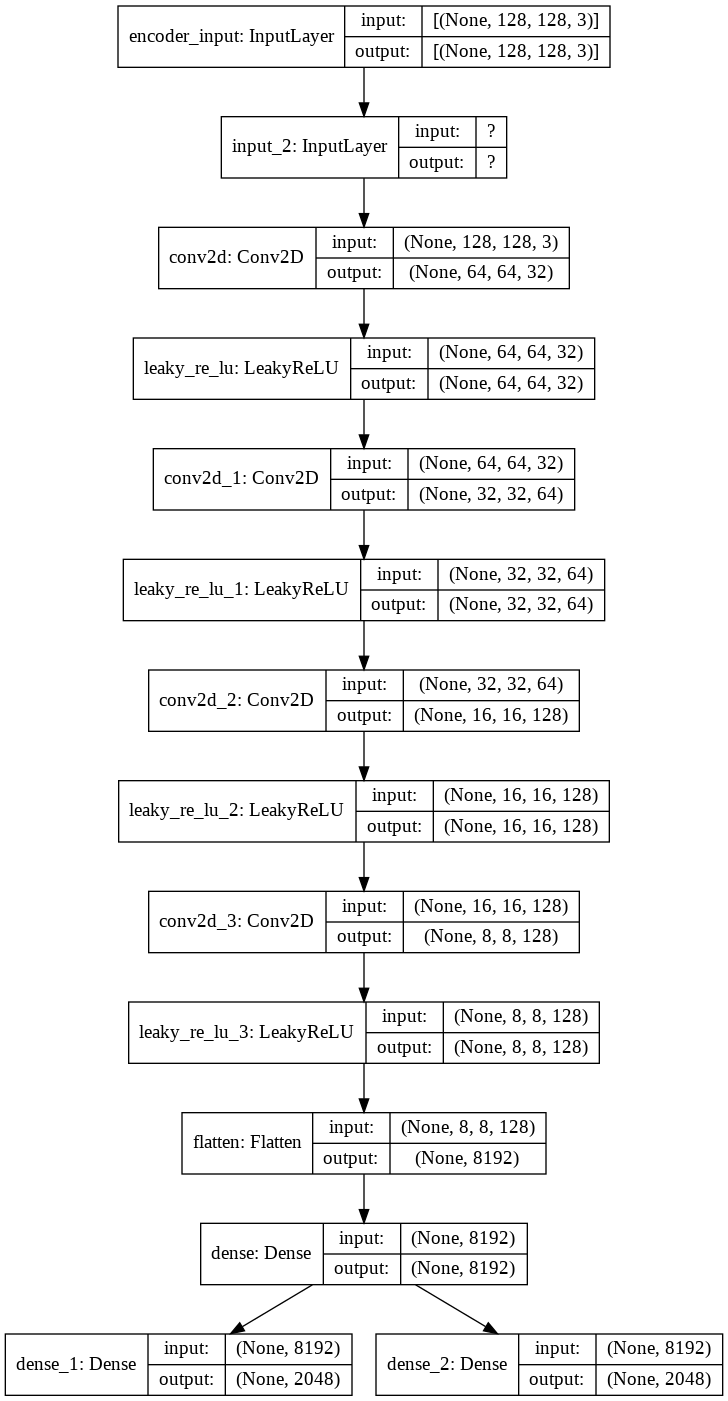 encoder_input: InputLayer input: [(None, 128, 128, 3)]
output: [(None, 128, 128, 3)]
input_2: InputLayer input: ?
output: ?
conv2d: Conv2D input: (None, 128, 128, 3)
output: (None, 64, 64, 32)
leaky_re_lu: LeakyReLU input: (None, 64, 64, 32)
output: (None, 64, 64, 32)
conv2d_1: Conv2D input: (None, 64, 64, 32)
output: (None, 32, 32, 64)
leaky_re_lu_1: LeakyReLU input: (None, 32, 32, 64)
output: (None, 32, 32, 64)
conv2d_2: Conv2D input: (None, 32, 32, 64)
output: (None, 16, 16, 128)
leaky_re_lu_2: LeakyReLU input: (None, 16, 16, 128)
output: (None, 16, 16, 128)
conv2d_3: Conv2D input: (None, 16, 16, 128)
output: (None, 8, 8, 128)
leaky_re_lu_3: LeakyReLU input: (None, 8, 8, 128)
output: (None, 8, 8, 128)
flatten: Flatten input: (None, 8, 8, 128)
output: (None, 8192)
dense: Dense input: (None, 8192)
output: (None, 8192)
dense_1: Dense input: (None, 8192)
output: (None, 2048)
dense_2: Dense input: (None, 8192)
output: (None, 2048)